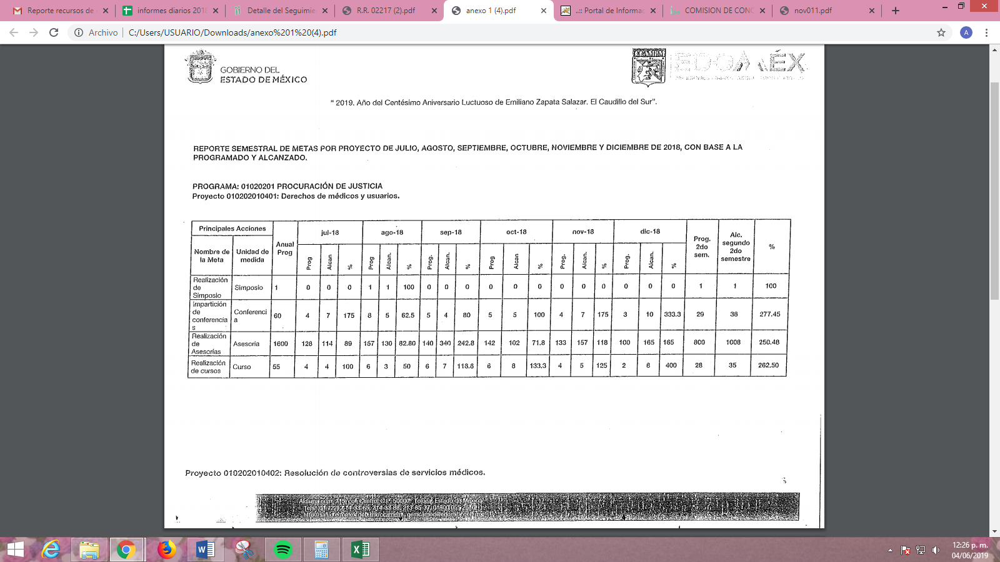 Reporte recursos de
informes diarios 2018
Detalle del Seguimie
R.R. 02217 (2).pdf
anexo 1 (4).pdf
..:: Portal de Informac
COMISION DE CONC
nov011.pdf
Archivo C:/Users/USUARIO/Downloads/anexo%201%20(4).pdf
A
GOBIERNO DEL
ESTADO DE MÉXICO
CCAMEM
EDOMÉX
" 2019. Año del Centésimo Aniversario Luctuoso de Emiliano Zapata Salazar. El Caudillo del Sur".
REPORTE SEMESTRAL DE METAS POR PROYECTO DE JULIO, AGOSTO, SEPTIEMBRE, OCTUBRE, NOVIEMBRE Y DICIEMBRE DE 2018, CON BASE A LA
PROGRAMADO Y ALCANZADO.
PROGRAMA: 01020201 PROCURACIÓN DE JUSTICIA
Proyecto 010202010401: Derechos de médicos y usuarios.
Principales Acciones Anual Prog jul-18 ago-18 sep-18 oct-18 nov-18 dic-18 Prog. 2do sem. Alc. segundo 2do semestre %
Nombre de la Meta Unidad de medida Prog Alcan % Prog Alcan. % Prog. Alcan. % Prog Alcan % Prog. Alcan. % Prog. Alcan. %
Realización de Simposio Simposio 1 0 0 0 1 1 100 0 0 0 0 0 0 0 0 0 0 0 0 1 1 100
Impartición de conferencias Conferencia 60 4 7 175 8 5 62.5 5 4 80 5 5 100 4 7 175 3 10 333.3 29 38 277.45
Realización de Asesorías Asesoría 1600 128 114 89 157 130 82.80 140 340 242.8 142 102 71.8 133 157 118 100 165 165 800 1008 250.48
Realización de cursos Curso 55 4 4 100 6 3 50 6 7 116.6 6 8 133.3 4 5 125 2 8 400 28 35 262.50
Proyecto 010202010402: Resolución de controversias de servicios médicos.
Aldama núm. 215, col. Centro, C.P. 50000, Toluca, Estado de México
12:26 p. m.
04/06/2019